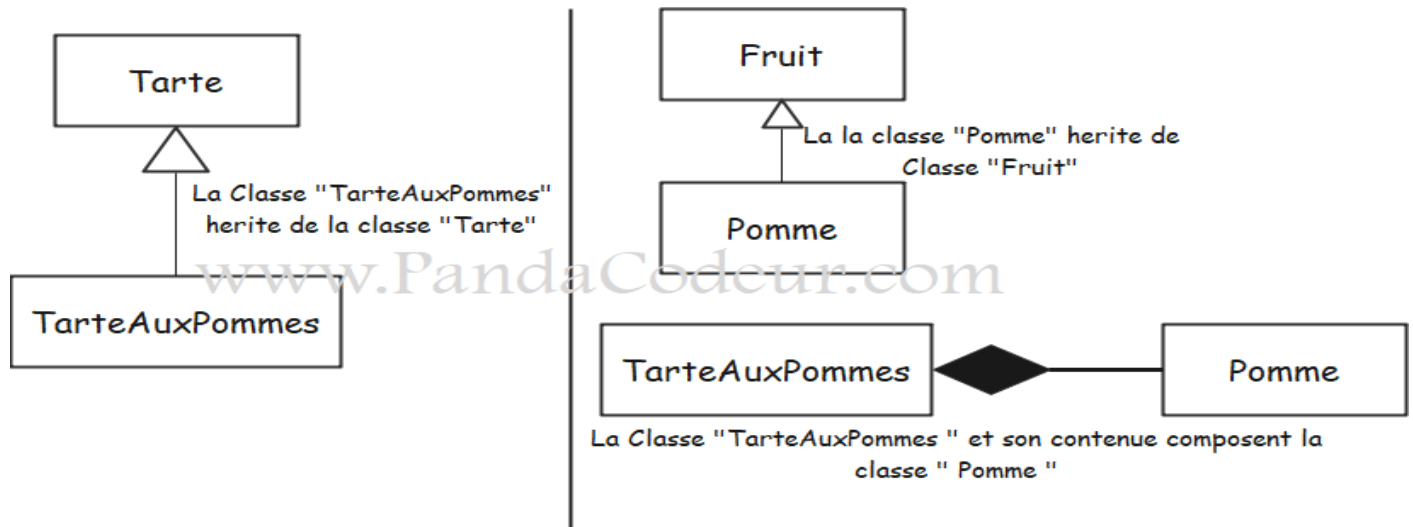 Tarte
La Classe "TarteAuxPommes"
herite de la classe "Tarte"
TarteAuxPommes
Fruit
La la classe "Pomme" herite de
Classe "Fruit"
Pomme
www.PandaCodeur.com
TarteAuxPommes
Pomme
La Classe "TarteAuxPommes " et son contenue composent la
classe " Pomme "